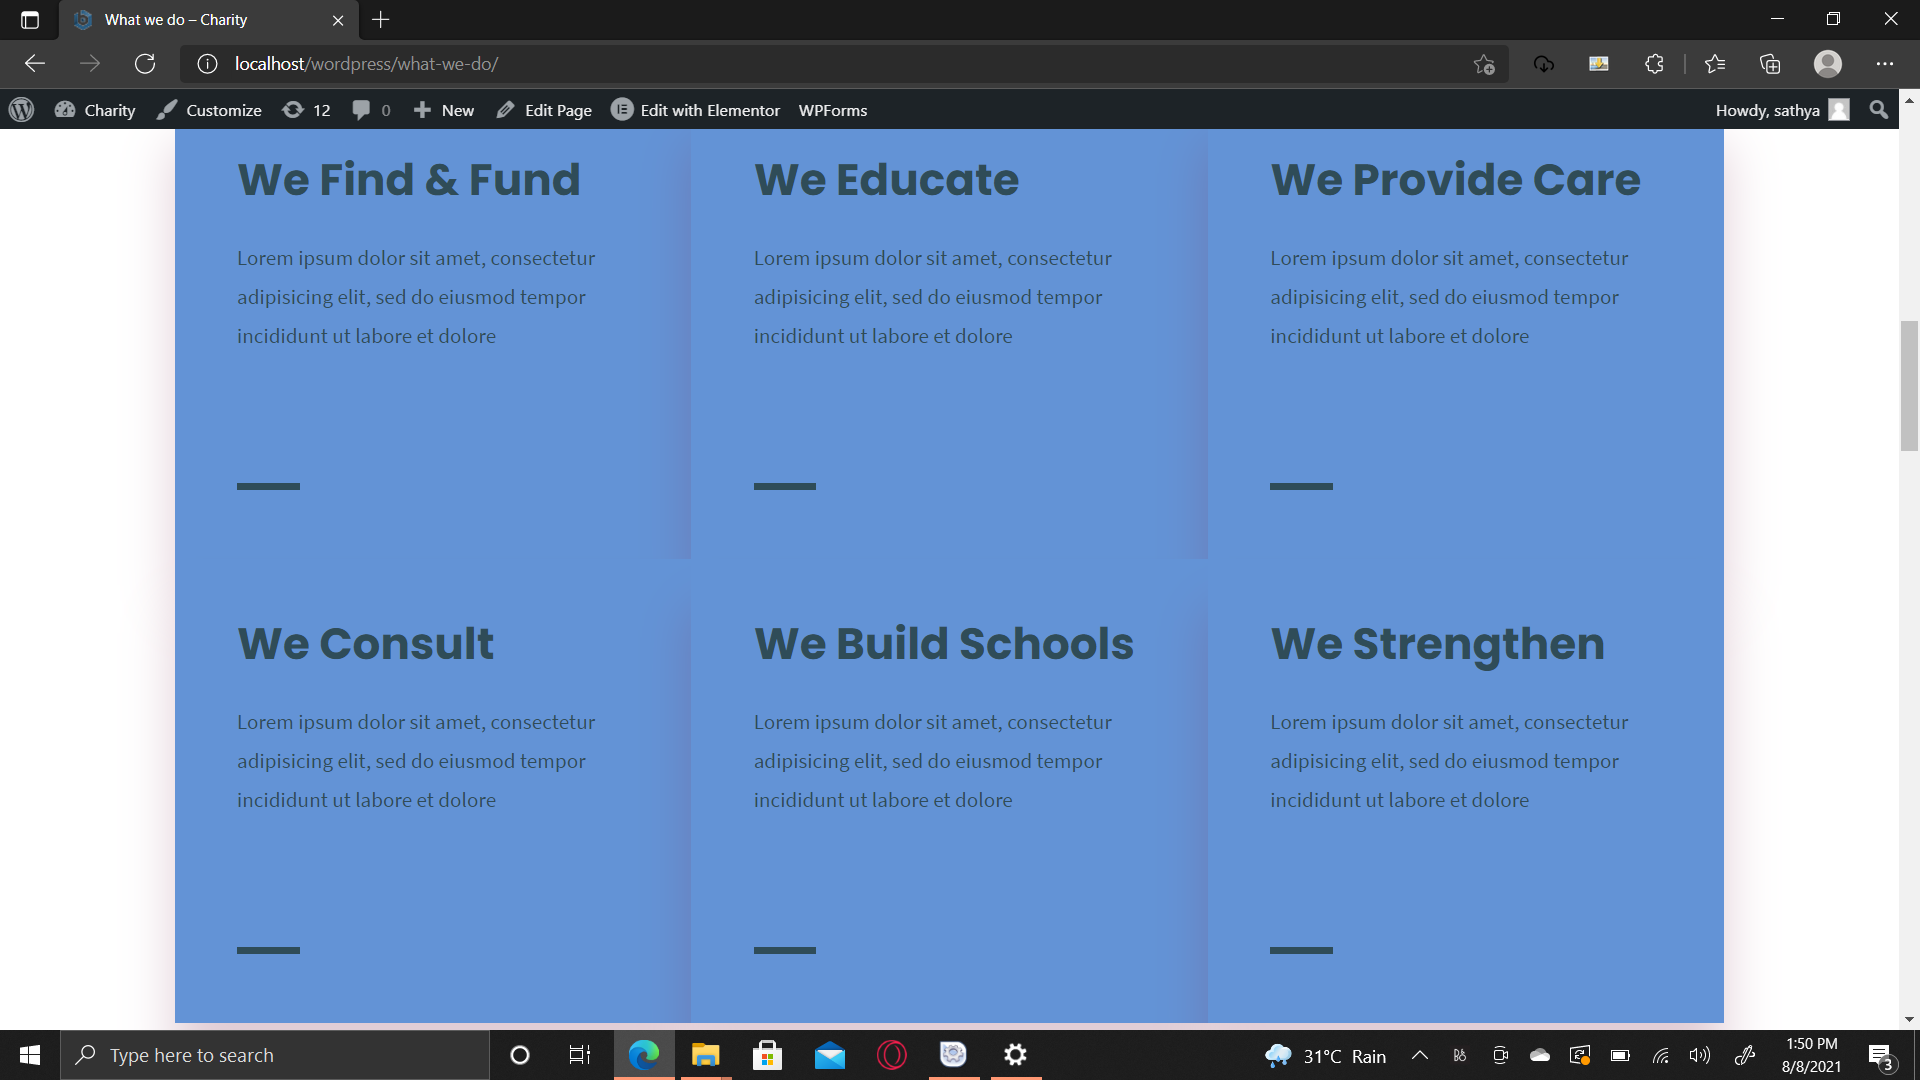 What we do – Charity
localhost/wordpress/what-we-do/
Charity Customize 12 0 New Edit Page Edit with Elementor WPForms Howdy, sathya
We Find & Fund
Lorem ipsum dolor sit amet, consectetur
adipisicing elit, sed do eiusmod tempor
incididunt ut labore et dolore
We Educate
Lorem ipsum dolor sit amet, consectetur
adipisicing elit, sed do eiusmod tempor
incididunt ut labore et dolore
We Provide Care
Lorem ipsum dolor sit amet, consectetur
adipisicing elit, sed do eiusmod tempor
incididunt ut labore et dolore
We Consult
Lorem ipsum dolor sit amet, consectetur
adipisicing elit, sed do eiusmod tempor
incididunt ut labore et dolore
We Build Schools
Lorem ipsum dolor sit amet, consectetur
adipisicing elit, sed do eiusmod tempor
incididunt ut labore et dolore
We Strengthen
Lorem ipsum dolor sit amet, consectetur
adipisicing elit, sed do eiusmod tempor
incididunt ut labore et dolore
Type here to search
31°C Rain
1:50 PM
8/8/2021
3